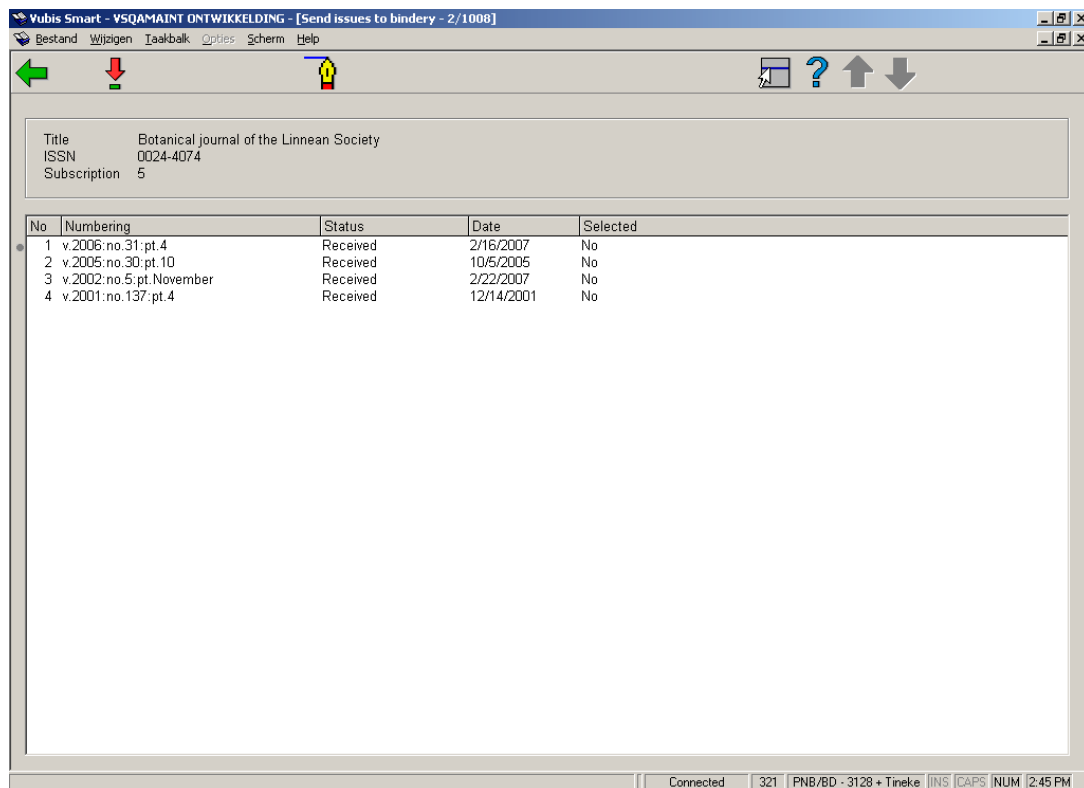 Vubis Smart - VSQAMAINT ONTWIKKELDING - [Send issues to bindery - 2/1008]
Bestand Wijzigen Taakbalk Opties Scherm Help
Title Botanical journal of the Linnean Society
ISSN 0024-4074
Subscription 5
No Numbering Status Date Selected
1 v.2006:no.31:pt.4 Received 2/16/2007 No
2 v.2005:no.30:pt.10 Received 10/5/2005 No
3 v.2002:no.5:pt.November Received 2/22/2007 No
4 v.2001:no.137:pt.4 Received 12/14/2001 No
Connected 321 PNB/BD - 3128 + Tineke INS CAPS NUM 2:45 PM